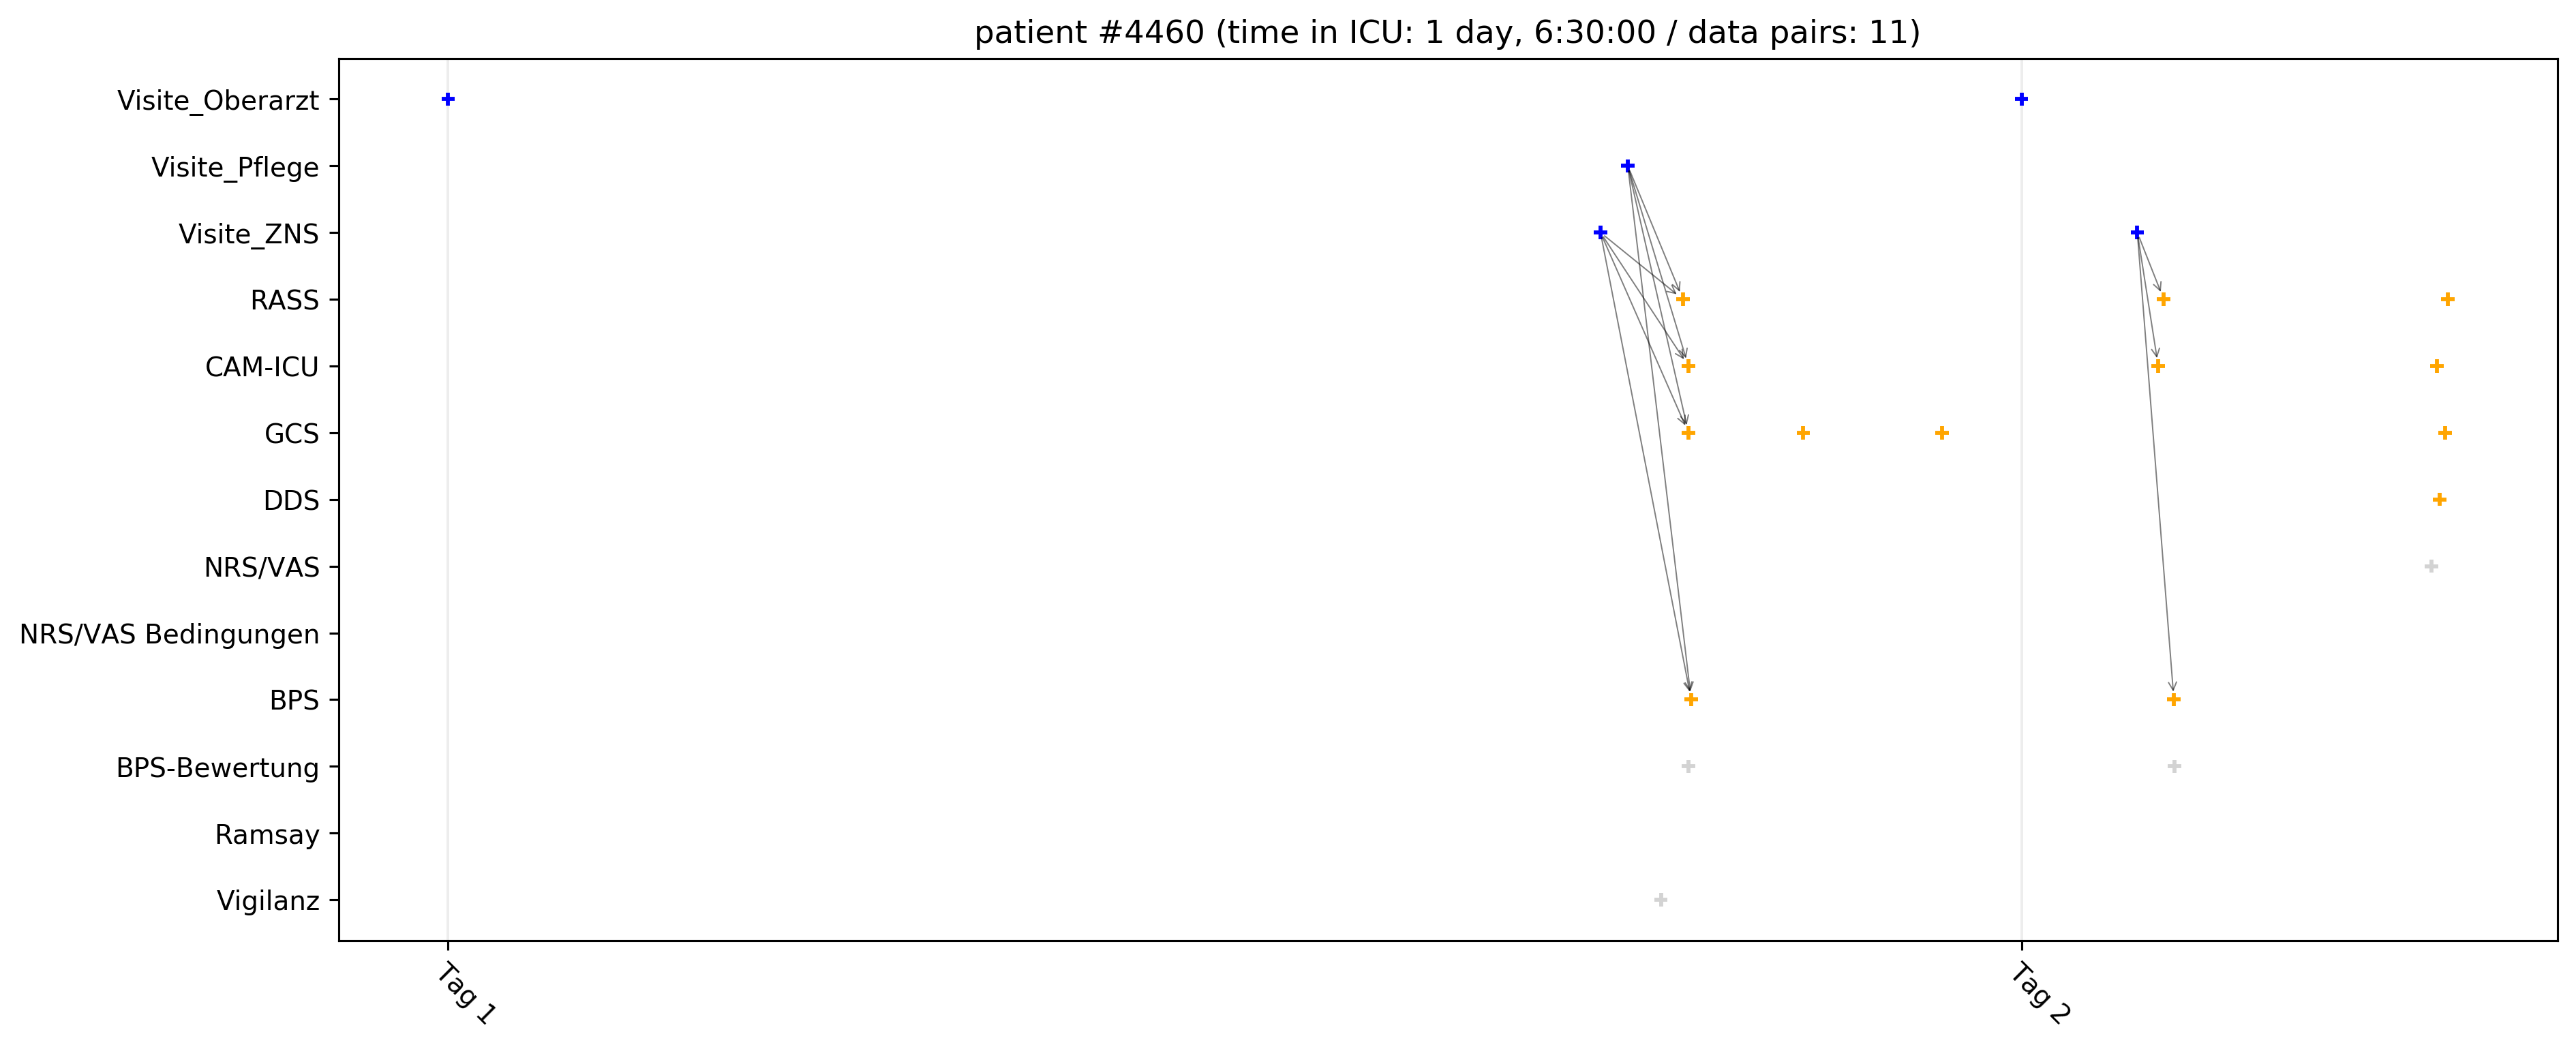 patient #4460 (time in ICU: 1 day, 6:30:00 / data pairs: 11)
Visite_Oberarzt
Visite_Pflege
Visite_ZNS
RASS
CAM-ICU
GCS
DDS
NRS/VAS
NRS/VAS Bedingungen
BPS
BPS-Bewertung
Ramsay
Vigilanz
Tag 1
Tag 2